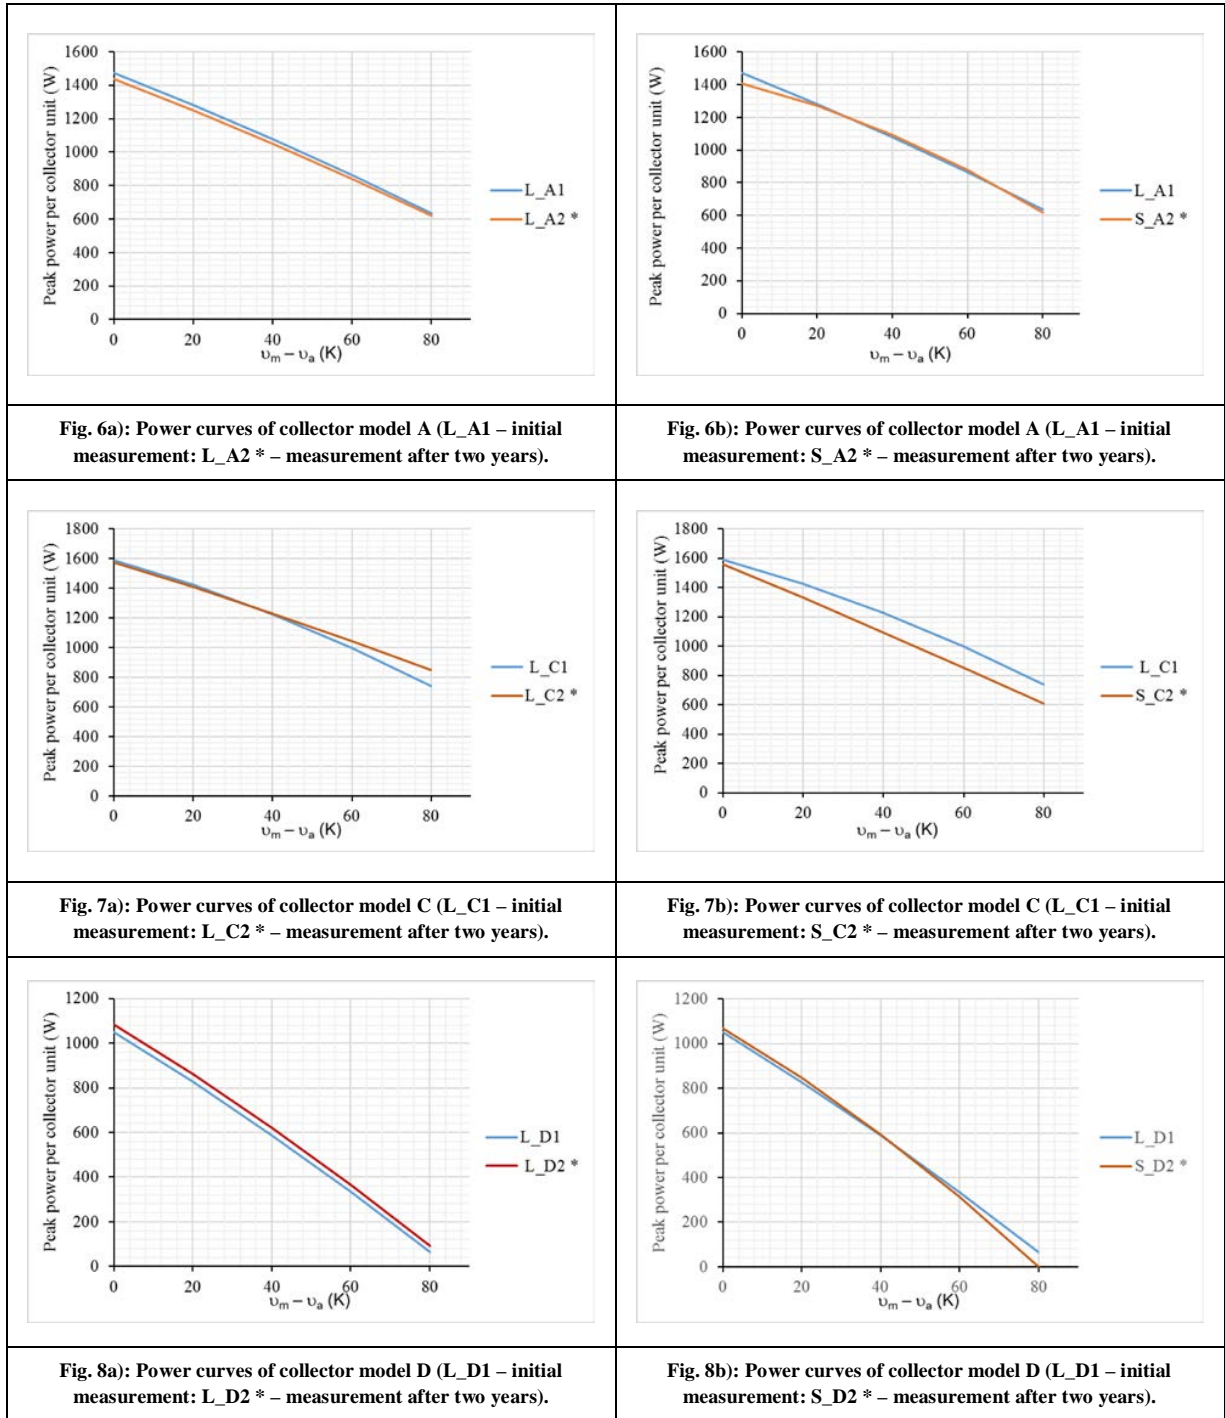 Peak power per collector unit (W)
1600
1400
1200
1000
800
600
400
200
0
0 20 40 60 80
υm – υa (K)
L_A1
L_A2 *
Peak power per collector unit (W)
1600
1400
1200
1000
800
600
400
200
0
0 20 40 60 80
υm – υa (K)
L_A1
S_A2 *
Fig. 6a): Power curves of collector model A (L_A1 – initial
measurement: L_A2 * – measurement after two years).
Fig. 6b): Power curves of collector model A (L_A1 – initial
measurement: S_A2 * – measurement after two years).
Peak power per collector unit (W)
1800
1600
1400
1200
1000
800
600
400
200
0
0 20 40 60 80
υm – υa (K)
L_C1
L_C2 *
Peak power per collector unit (W)
1800
1600
1400
1200
1000
800
600
400
200
0
0 20 40 60 80
υm – υa (K)
L_C1
S_C2 *
Fig. 7a): Power curves of collector model C (L_C1 – initial
measurement: L_C2 * – measurement after two years).
Fig. 7b): Power curves of collector model C (L_C1 – initial
measurement: S_C2 * – measurement after two years).
Peak power per collector unit (W)
1200
1000
800
600
400
200
0
0 20 40 60 80
υm – υa (K)
L_D1
L_D2 *
Peak power per collector unit (W)
1200
1000
800
600
400
200
0
0 20 40 60 80
υm – υa (K)
L_D1
S_D2 *
Fig. 8a): Power curves of collector model D (L_D1 – initial
measurement: L_D2 * – measurement after two years).
Fig. 8b): Power curves of collector model D (L_D1 – initial
measurement: S_D2 * – measurement after two years).